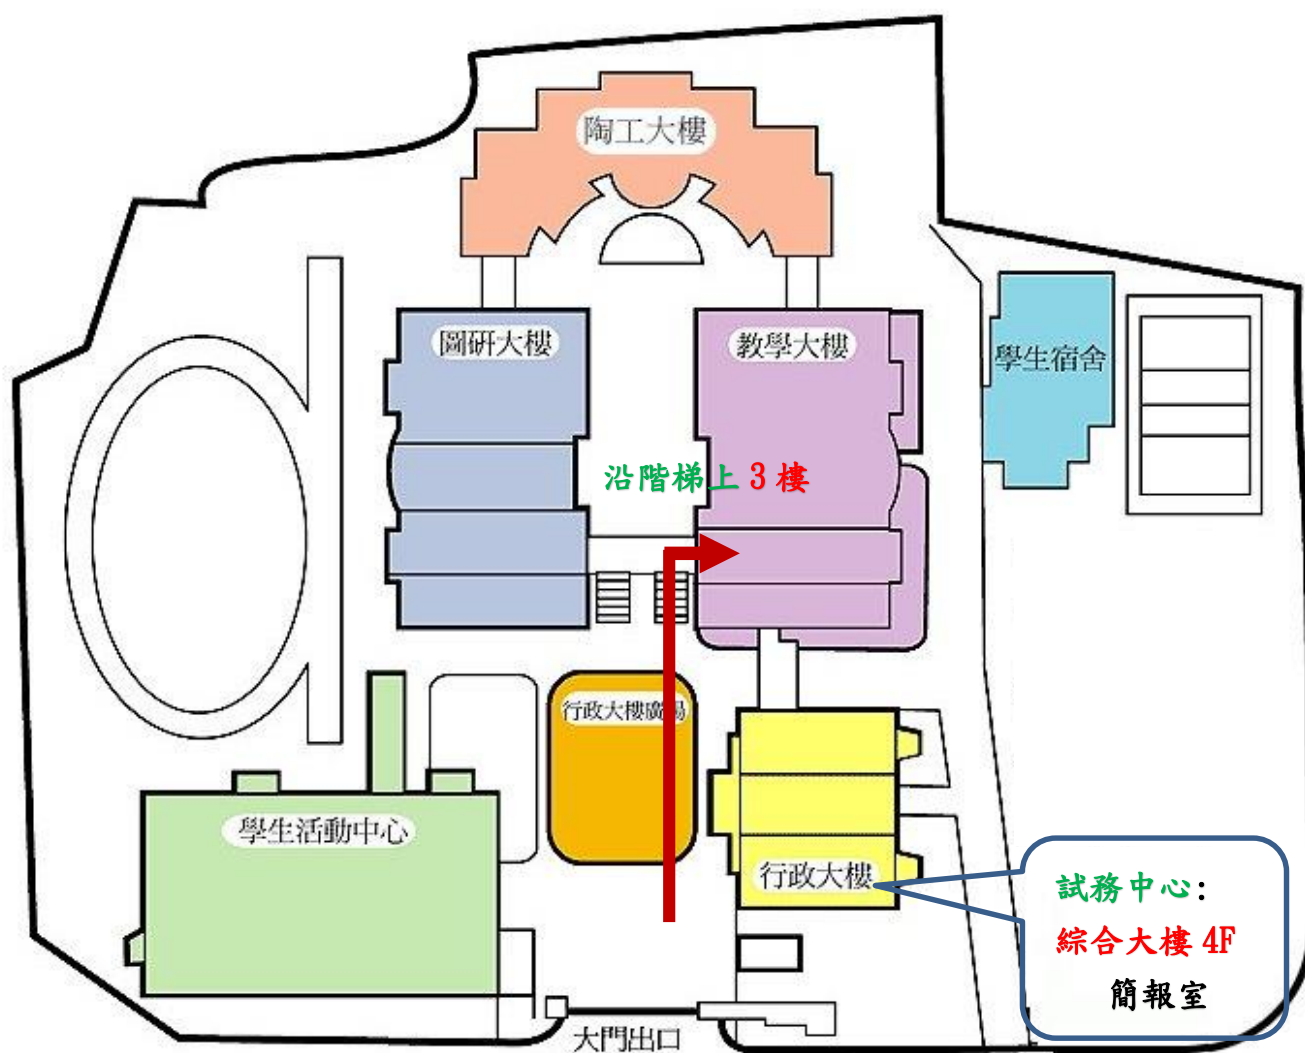 陶工大樓
圖研大樓
教學大樓
學生宿舍
沿階梯上 3 樓
行政大樓廣場
學生活動中心
行政大樓
試務中心:
綜合大樓 4F
簡報室
大門出口